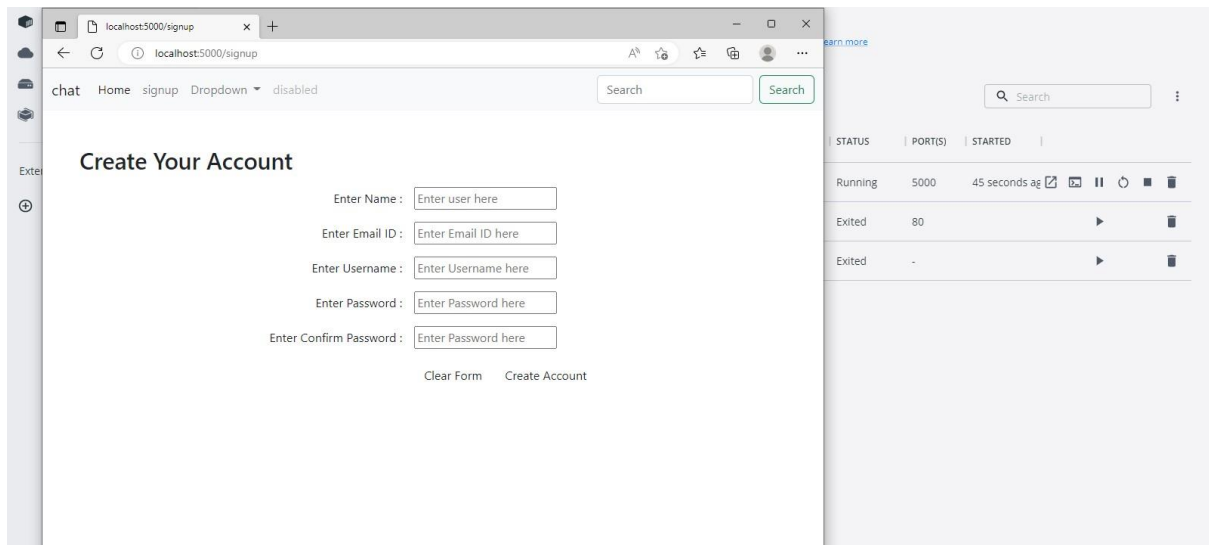 localhost:5000/signup
localhost:5000/signup
earn more
chat Home signup Dropdown disabled Search Search
Search
Create Your Account
STATUS PORT(S) STARTED
Exter
Enter Name : Enter user here
Running 5000 45 seconds ag
Enter Email ID : Enter Email ID here
Exited 80
Enter Username : Enter Username here
Exited -
Enter Password : Enter Password here
Enter Confirm Password : Enter Password here
Clear Form Create Account